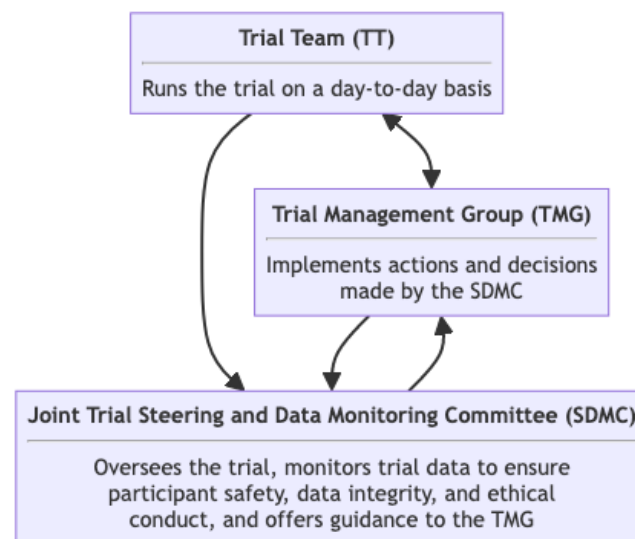 Trial Team (TT)
Runs the trial on a day-to-day basis
Trial Management Group (TMG)
Implements actions and decisions
made by the SDMC
Joint Trial Steering and Data Monitoring Committee (SDMC)
Oversees the trial, monitors trial data to ensure
participant safety, data integrity, and ethical
conduct, and offers guidance to the TMG